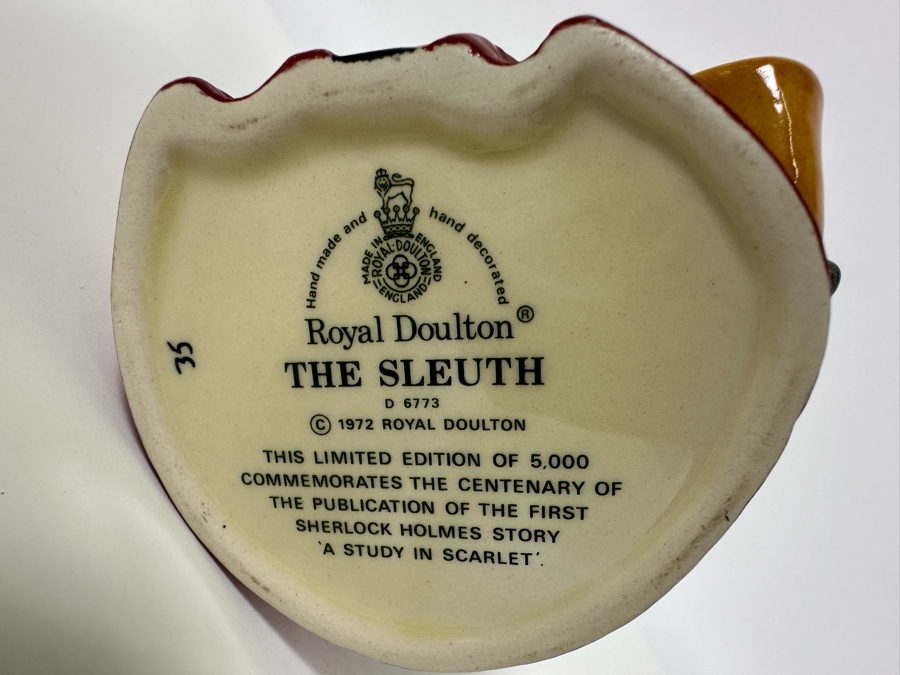 Hand made and hand decorated
MADE IN ENGLAND
ROYAL·DOULTON
ENGLAND
Royal Doulton®
THE SLEUTH
D 6773
© 1972 ROYAL DOULTON
THIS LIMITED EDITION OF 5,000
COMMEMORATES THE CENTENARY OF
THE PUBLICATION OF THE FIRST
SHERLOCK HOLMES STORY
'A STUDY IN SCARLET'.
35